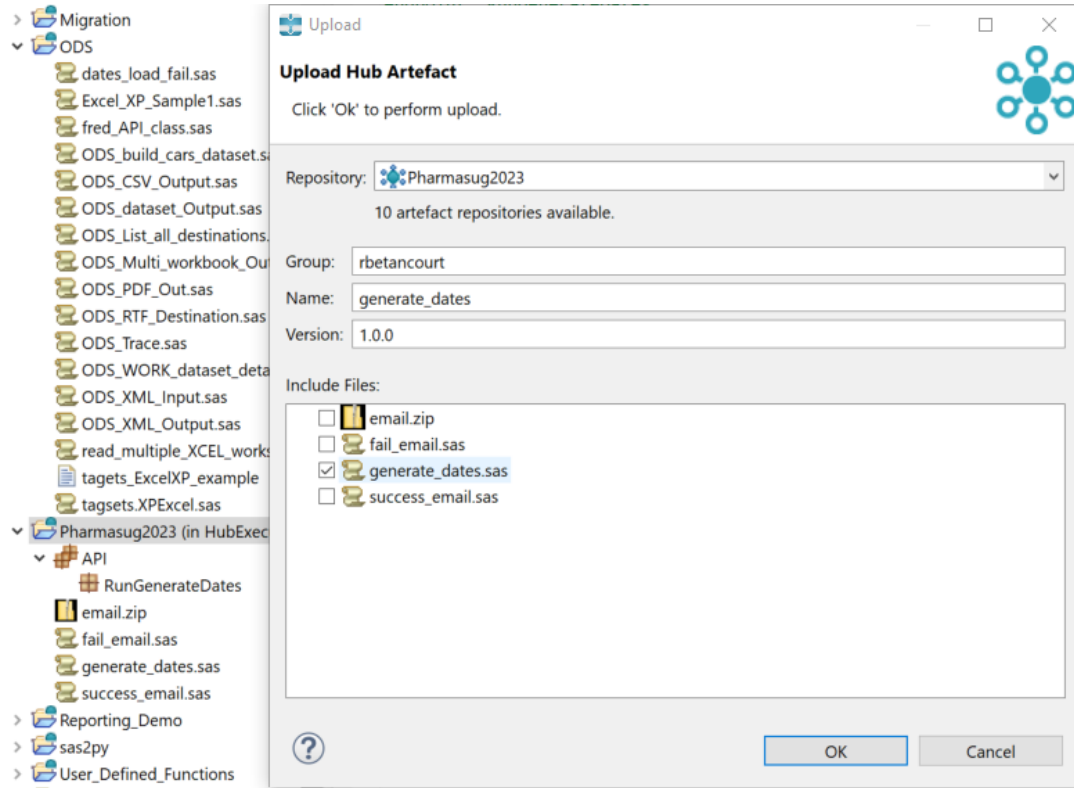 Migration
ODS
dates_load_fail.sas
Excel_XP_Sample1.sas
fred_API_class.sas
ODS_build_cars_dataset.sa
ODS_CSV_Output.sas
ODS_dataset_Output.sas
ODS_List_all_destinations.
ODS_Multi_workbook_Ou
ODS_PDF_Out.sas
ODS_RTF_Destination.sas
ODS_Trace.sas
ODS_WORK_dataset_deta
ODS_XML_Input.sas
ODS_XML_Output.sas
read_multiple_XCEL_works
tagets_ExcelXP_example
tagsets.XPExcel.sas
Pharmasug2023 (in HubExec
API
RunGenerateDates
email.zip
fail_email.sas
generate_dates.sas
success_email.sas
Reporting_Demo
sas2py
User_Defined_Functions
Upload
Upload Hub Artefact
Click 'Ok' to perform upload.
Repository: Pharmasug2023
10 artefact repositories available.
Group: rbetancourt
Name: generate_dates
Version: 1.0.0
Include Files:
email.zip
fail_email.sas
generate_dates.sas
success_email.sas
? OK Cancel